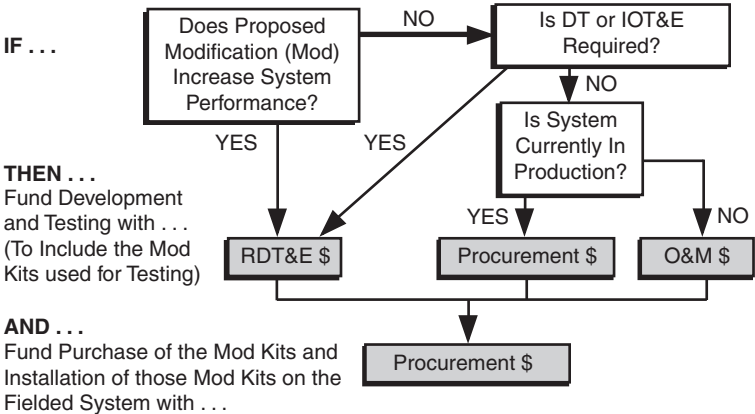 IF . . .
Does Proposed
Modification (Mod)
Increase System
Performance?
NO
Is DT or IOT&E
Required?
NO
YES
YES
Is System
Currently In
Production?
THEN . . .
Fund Development
and Testing with . . .
(To Include the Mod
Kits used for Testing)
YES
NO
RDT&E $
Procurement $
O&M $
AND . . .
Fund Purchase of the Mod Kits and
Installation of those Mod Kits on the
Fielded System with . . .
Procurement $